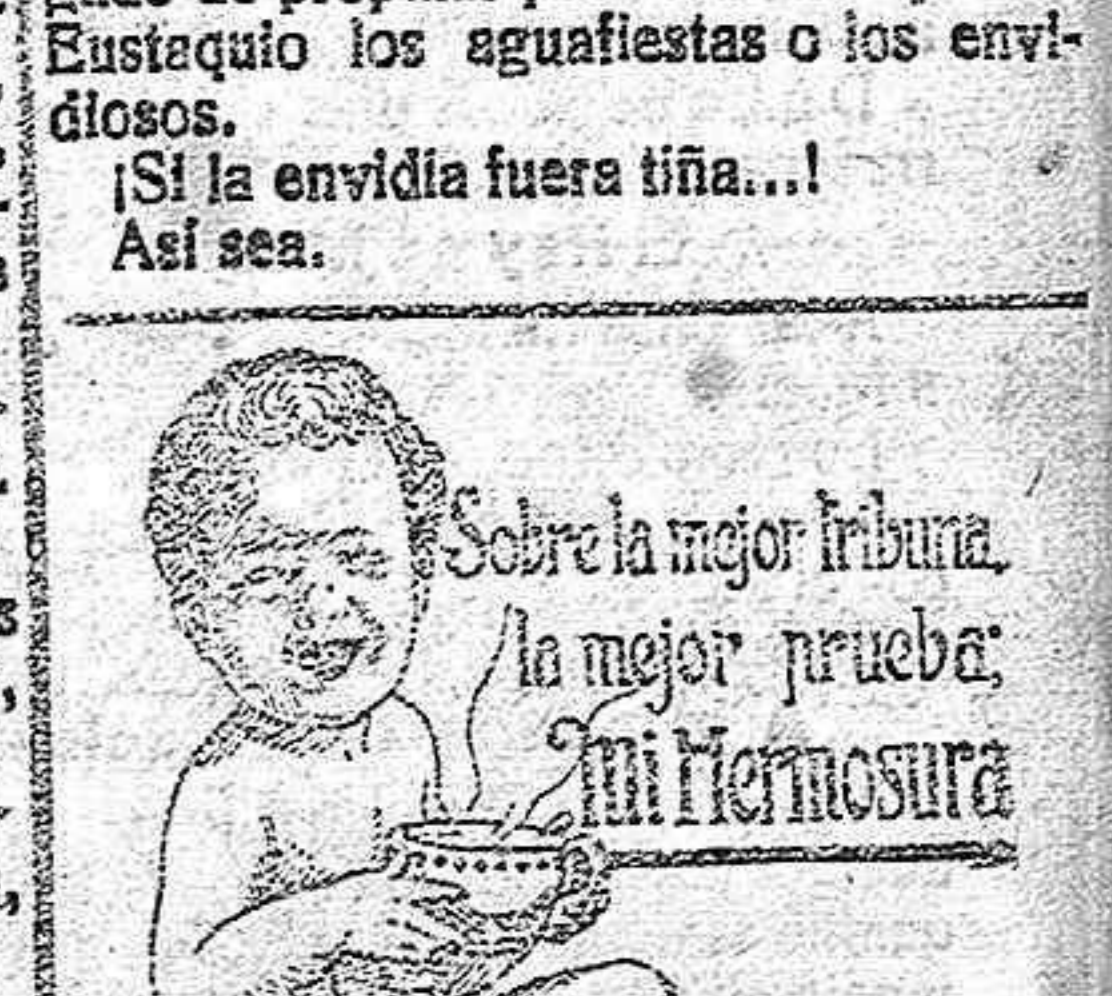 Eustaquio los aguafiestas o los envi-
diosos.
¡Si la envidia fuera tiña...!
Así sea.
Sobre la mejor Tribuna,
la mejor prueba;
mi Hermosura